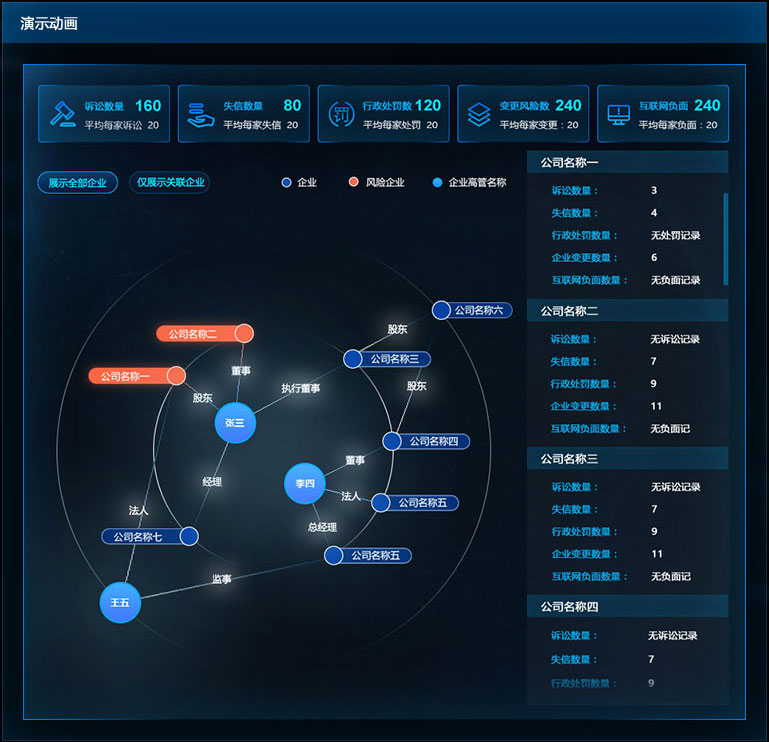 演示动画
诉讼数量 160
平均每家诉讼 20
失信数量 80
平均每家失信 20
行政处罚数 120
平均每家处罚 20
变更风险数 240
平均每家变更：20
互联网负面 240
平均每家负面：20
罚
展示全部企业
仅展示关联企业
企业
风险企业
企业高管名称
公司名称六
股东
公司名称二
公司名称三
董事
公司名称一
执行董事
股东
股东
张三
公司名称四
董事
经理
李四
法人
公司名称五
法人
总经理
公司名称七
公司名称五
监事
王五
公司名称一
诉讼数量： 3
失信数量： 4
行政处罚数量： 无处罚记录
企业变更数量： 6
互联网负面数量： 无负面记录
公司名称二
诉讼数量： 无诉讼记录
失信数量： 7
行政处罚数量： 9
企业变更数量： 11
互联网负面数量： 无负面记
公司名称三
诉讼数量： 无诉讼记录
失信数量： 7
行政处罚数量： 9
企业变更数量： 11
互联网负面数量： 无负面记
公司名称四
诉讼数量： 无诉讼记录
失信数量： 7
行政处罚数量： 9